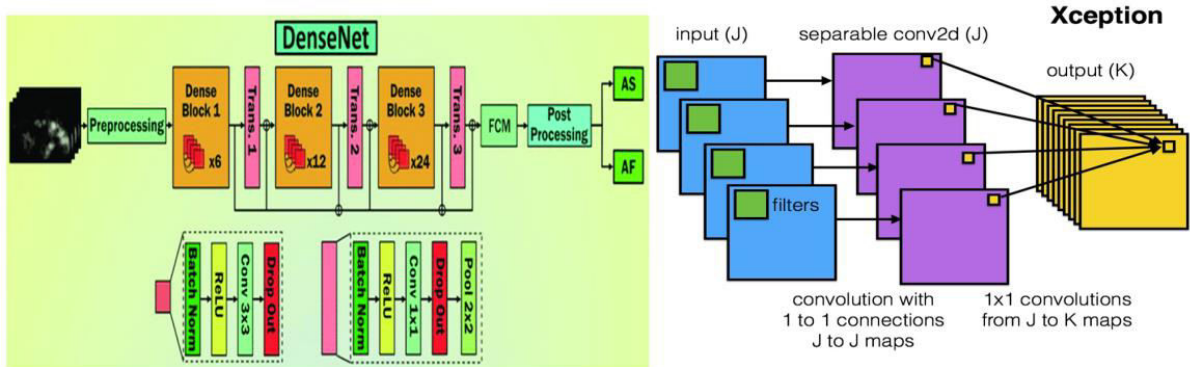 DenseNet
Preprocessing
Dense
Block 1
x6
Trans. 1
Dense
Block 2
x12
Trans. 2
Dense
Block 3
x24
Trans. 3
FCM
Post
Processing
AS
AF
Batch Norm
ReLU
Conv 3x3
Drop Out
Batch Norm
ReLU
Conv 1x1
Drop Out
Pool 2x2
Xception
input (J)
separable conv2d (J)
output (K)
filters
convolution with
1 to 1 connections
J to J maps
1x1 convolutions
from J to K maps